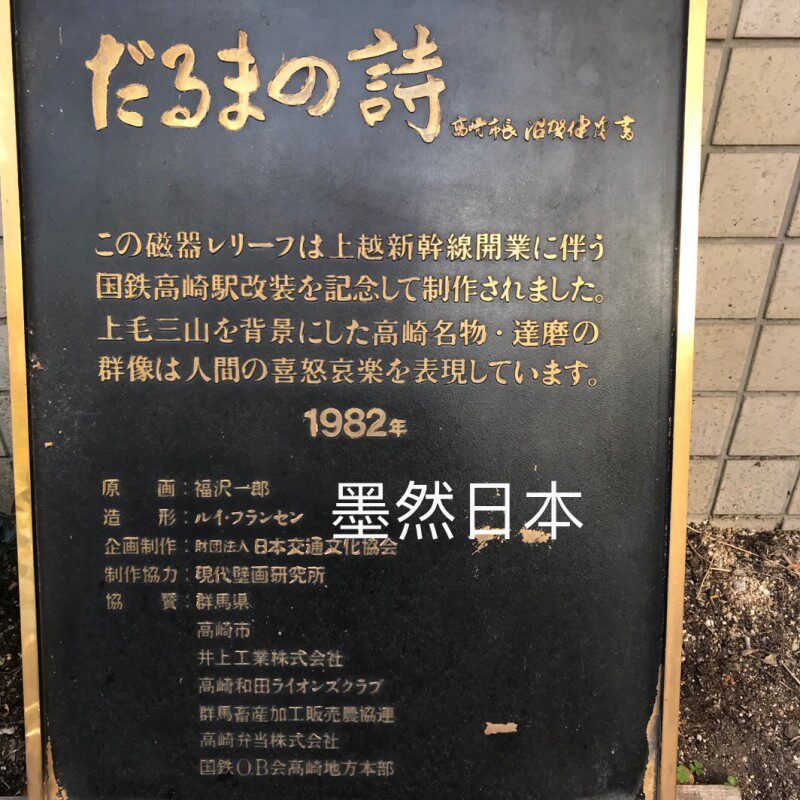 だるまの詩
高崎市長 沼賀健次 書
この磁器レリーフは上越新幹線開業に伴う
国鉄高崎駅改装を記念して制作されました。
上毛三山を背景にした高崎名物・達磨の
群像は人間の喜怒哀楽を表現しています。
1982年
原　画：福沢一郎
造　形：ルイ・フランセン
墨然日本
企画制作：財団法人日本交通文化協会
制作協力：現代壁画研究所
協　賛：群馬県
高崎市
井上工業株式会社
高崎和田ライオンズクラブ
群馬畜産加工販売農協連
高崎弁当株式会社
国鉄O.B会高崎地方本部